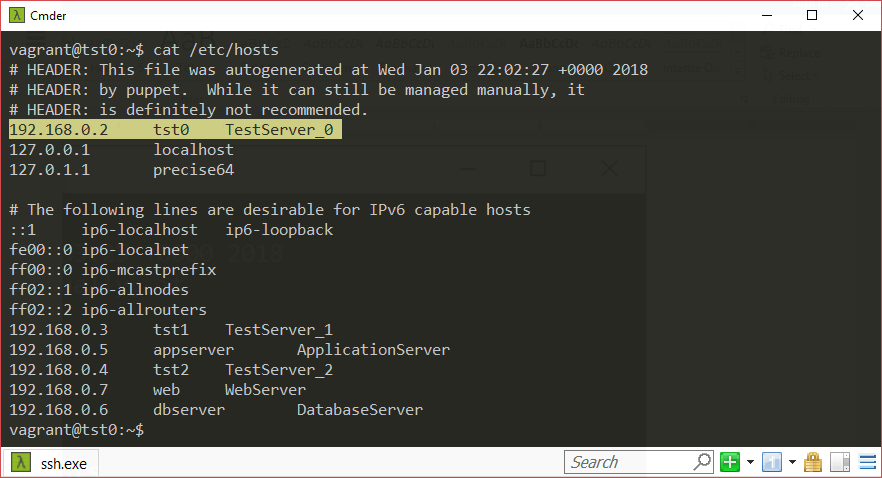 Cmder
vagrant@tst0:~$ cat /etc/hosts
# HEADER: This file was autogenerated at Wed Jan 03 22:02:27 +0000 2018
# HEADER: by puppet.  While it can still be managed manually, it
# HEADER: is definitely not recommended.
192.168.0.2     tst0    TestServer_0
127.0.0.1       localhost
127.0.1.1       precise64

# The following lines are desirable for IPv6 capable hosts
::1     ip6-localhost   ip6-loopback
fe00::0 ip6-localnet
ff00::0 ip6-mcastprefix
ff02::1 ip6-allnodes
ff02::2 ip6-allrouters
192.168.0.3     tst1    TestServer_1
192.168.0.5     appserver       ApplicationServer
192.168.0.4     tst2    TestServer_2
192.168.0.7     web     WebServer
192.168.0.6     dbserver        DatabaseServer
vagrant@tst0:~$
ssh.exe
Search